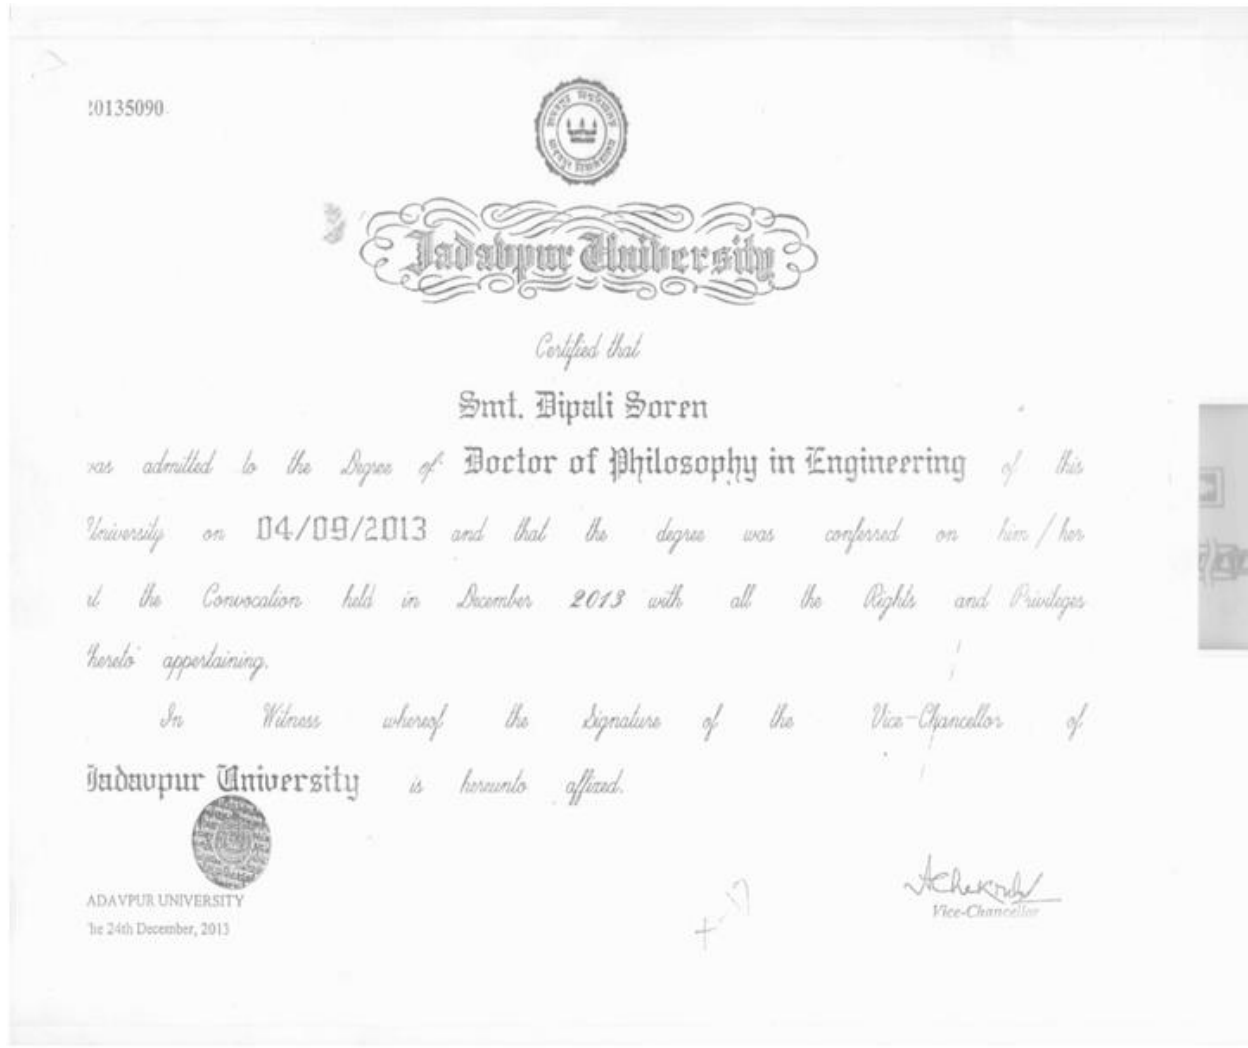 20135090
Jadavpur University
Certified that
Smt. Dipali Soren
was admitted to the Degree of Doctor of Philosophy in Engineering of this
University on 04/09/2013 and that the degree was conferred on him / her
at the Convocation held in December 2013 with all the Rights and Privileges
thereto appertaining.
In Witness whereof the Signature of the Vice-Chancellor of
Jadavpur University is hereunto affixed.
ADAVPUR UNIVERSITY
he 24th December, 2013
Vice-Chancellor